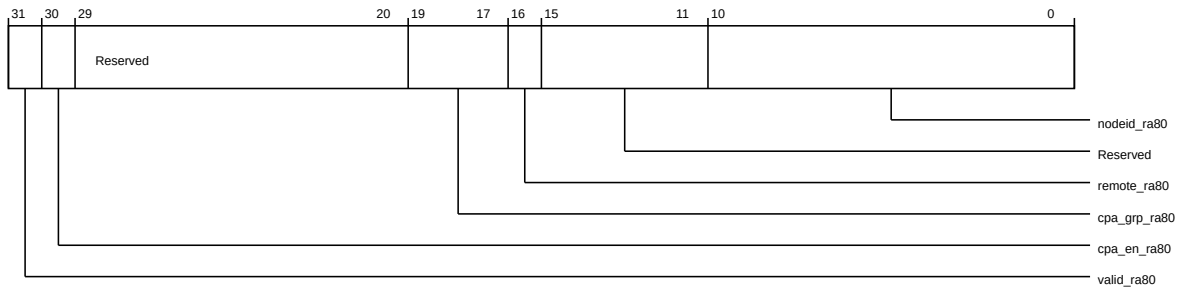 31 30 29 20 19 17 16 15 11 10 0
Reserved
nodeid_ra80
Reserved
remote_ra80
cpa_grp_ra80
cpa_en_ra80
valid_ra80